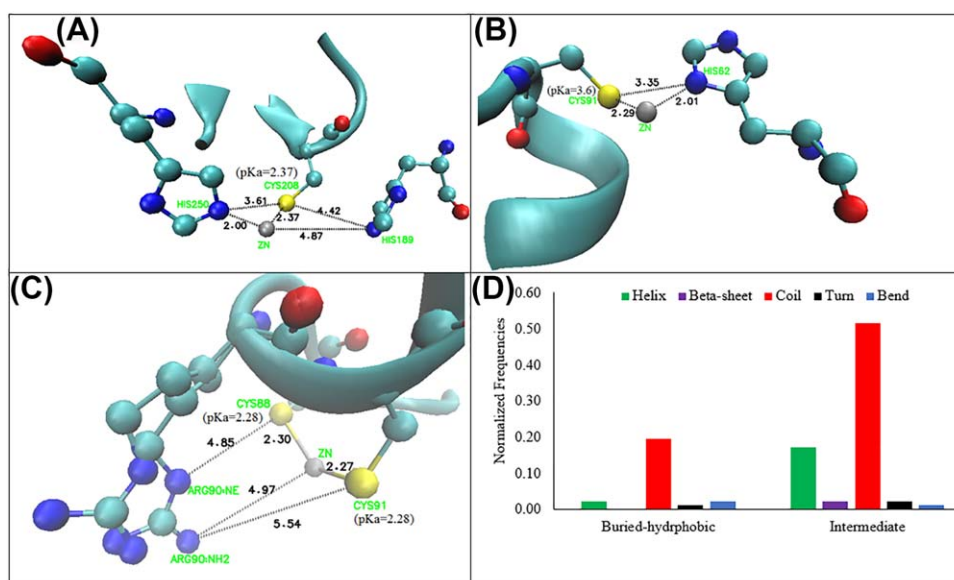 (A)
(pKa=2.37)
CYS208
HIS250
3.61
2.37
4.42
2.00
4.87
ZN
HIS189
(B)
HIS62
(pKa=3.6)
3.35
CYS91
2.29
2.01
ZN
(C)
CYS88
(pKa=2.28)
4.85
2.30
ZN
2.27
ARG90:NE
4.97
CYS91
(pKa=2.28)
5.54
ARG90:NH2
(D)
Helix Beta-sheet Coil Turn Bend
Normalized Frequencies
0.60
0.50
0.40
0.30
0.20
0.10
0.00
Buried-hydrphobic Intermediate